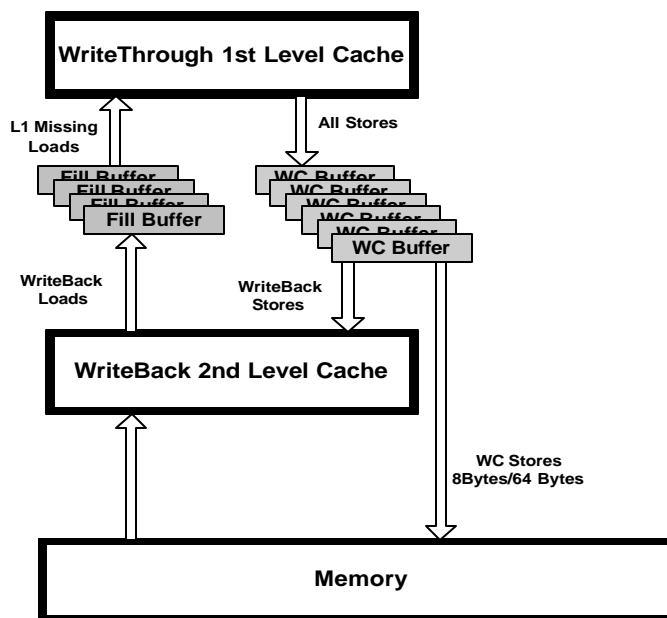 WriteThrough 1st Level Cache
L1 Missing
Loads
All Stores
Fill Buffer
Fill Buffer
Fill Buffer
Fill Buffer
WC Buffer
WC Buffer
WC Buffer
WC Buffer
WC Buffer
WC Buffer
WriteBack
Loads
WriteBack
Stores
WriteBack 2nd Level Cache
WC Stores
8Bytes/64 Bytes
Memory